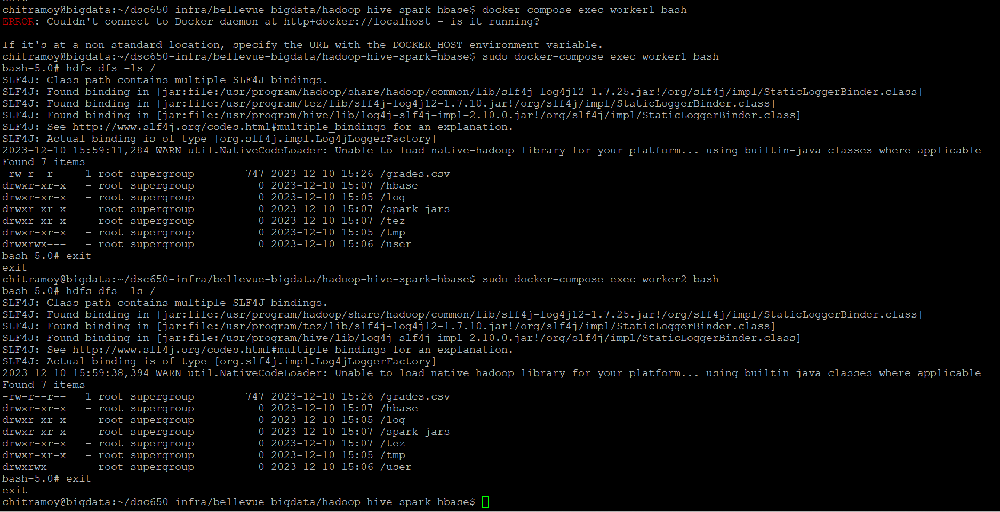 chitramoy@bigdata:~/dsc650-infra/bellevue-bigdata/hadoop-hive-spark-hbase$ docker-compose exec worker1 bash
ERROR: Couldn't connect to Docker daemon at http+docker://localhost - is it running?

If it's at a non-standard location, specify the URL with the DOCKER_HOST environment variable.
chitramoy@bigdata:~/dsc650-infra/bellevue-bigdata/hadoop-hive-spark-hbase$ sudo docker-compose exec worker1 bash
bash-5.0# hdfs dfs -ls /
SLF4J: Class path contains multiple SLF4J bindings.
SLF4J: Found binding in [jar:file:/usr/program/hadoop/share/hadoop/common/lib/slf4j-log4j12-1.7.25.jar!/org/slf4j/impl/StaticLoggerBinder.class]
SLF4J: Found binding in [jar:file:/usr/program/tez/lib/slf4j-log4j12-1.7.10.jar!/org/slf4j/impl/StaticLoggerBinder.class]
SLF4J: Found binding in [jar:file:/usr/program/hive/lib/log4j-slf4j-impl-2.10.0.jar!/org/slf4j/impl/StaticLoggerBinder.class]
SLF4J: See http://www.slf4j.org/codes.html#multiple_bindings for an explanation.
SLF4J: Actual binding is of type [org.slf4j.impl.Log4jLoggerFactory]
2023-12-10 15:59:11,284 WARN util.NativeCodeLoader: Unable to load native-hadoop library for your platform... using builtin-java classes where applicable
Found 7 items
-rw-r--r--   1 root supergroup        747 2023-12-10 15:26 /grades.csv
drwxr-xr-x   - root supergroup          0 2023-12-10 15:07 /hbase
drwxr-xr-x   - root supergroup          0 2023-12-10 15:05 /log
drwxr-xr-x   - root supergroup          0 2023-12-10 15:07 /spark-jars
drwxr-xr-x   - root supergroup          0 2023-12-10 15:07 /tez
drwxr-xr-x   - root supergroup          0 2023-12-10 15:05 /tmp
drwxrwx---   - root supergroup          0 2023-12-10 15:06 /user
bash-5.0# exit
exit
chitramoy@bigdata:~/dsc650-infra/bellevue-bigdata/hadoop-hive-spark-hbase$ sudo docker-compose exec worker2 bash
bash-5.0# hdfs dfs -ls /
SLF4J: Class path contains multiple SLF4J bindings.
SLF4J: Found binding in [jar:file:/usr/program/hadoop/share/hadoop/common/lib/slf4j-log4j12-1.7.25.jar!/org/slf4j/impl/StaticLoggerBinder.class]
SLF4J: Found binding in [jar:file:/usr/program/tez/lib/slf4j-log4j12-1.7.10.jar!/org/slf4j/impl/StaticLoggerBinder.class]
SLF4J: Found binding in [jar:file:/usr/program/hive/lib/log4j-slf4j-impl-2.10.0.jar!/org/slf4j/impl/StaticLoggerBinder.class]
SLF4J: See http://www.slf4j.org/codes.html#multiple_bindings for an explanation.
SLF4J: Actual binding is of type [org.slf4j.impl.Log4jLoggerFactory]
2023-12-10 15:59:38,394 WARN util.NativeCodeLoader: Unable to load native-hadoop library for your platform... using builtin-java classes where applicable
Found 7 items
-rw-r--r--   1 root supergroup        747 2023-12-10 15:26 /grades.csv
drwxr-xr-x   - root supergroup          0 2023-12-10 15:07 /hbase
drwxr-xr-x   - root supergroup          0 2023-12-10 15:05 /log
drwxr-xr-x   - root supergroup          0 2023-12-10 15:07 /spark-jars
drwxr-xr-x   - root supergroup          0 2023-12-10 15:07 /tez
drwxr-xr-x   - root supergroup          0 2023-12-10 15:05 /tmp
drwxrwx---   - root supergroup          0 2023-12-10 15:06 /user
bash-5.0# exit
exit
chitramoy@bigdata:~/dsc650-infra/bellevue-bigdata/hadoop-hive-spark-hbase$